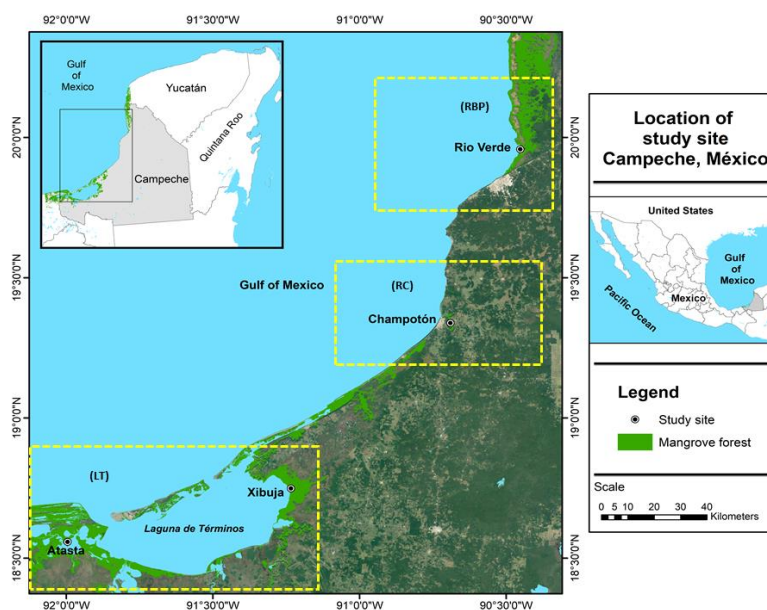 92°0'0"W
91°30'0"W
91°0'0"W
90°30'0"W
Gulf
of
Mexico
Yucatán
Quintana Roo
Campeche
(RBP)
Rio Verde
20°0'0"N
20°0'0"N
Gulf of Mexico
(RC)
Champotón
19°30'0"N
19°30'0"N
19°0'0"N
19°0'0"N
(LT)
Xibuja
Laguna de Términos
Atasta
18°30'0"N
18°30'0"N
92°0'0"W
91°30'0"W
91°0'0"W
90°30'0"W
Location of
study site
Campeche, México
United States
Gulf
of
Mexico
Mexico
Pacific Ocean
Legend
Study site
Mangrove forest
Scale
0 5 10 20 30 40
Kilometers